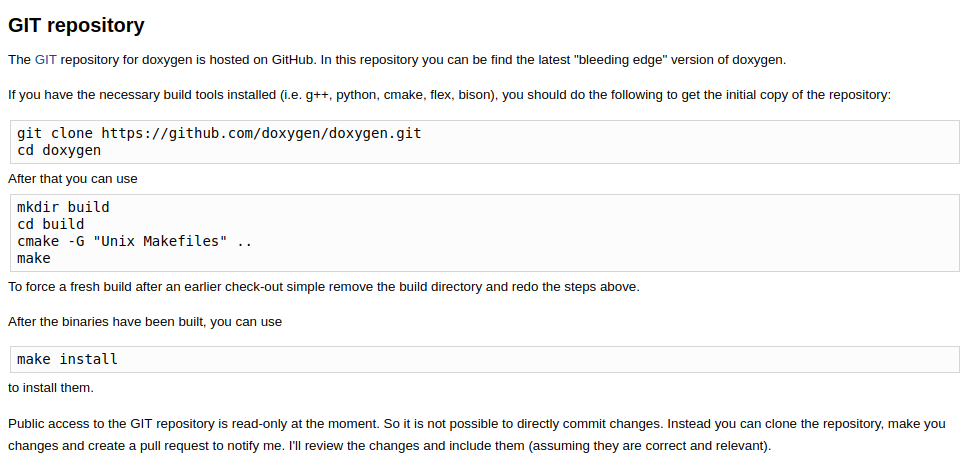 GIT repository
The GIT repository for doxygen is hosted on GitHub. In this repository you can be find the latest "bleeding edge" version of doxygen.
If you have the necessary build tools installed (i.e. g++, python, cmake, flex, bison), you should do the following to get the initial copy of the repository:
git clone https://github.com/doxygen/doxygen.git
cd doxygen
After that you can use
mkdir build
cd build
cmake -G "Unix Makefiles" ..
make
To force a fresh build after an earlier check-out simple remove the build directory and redo the steps above.
After the binaries have been built, you can use
make install
to install them.
Public access to the GIT repository is read-only at the moment. So it is not possible to directly commit changes. Instead you can clone the repository, make you
changes and create a pull request to notify me. I'll review the changes and include them (assuming they are correct and relevant).